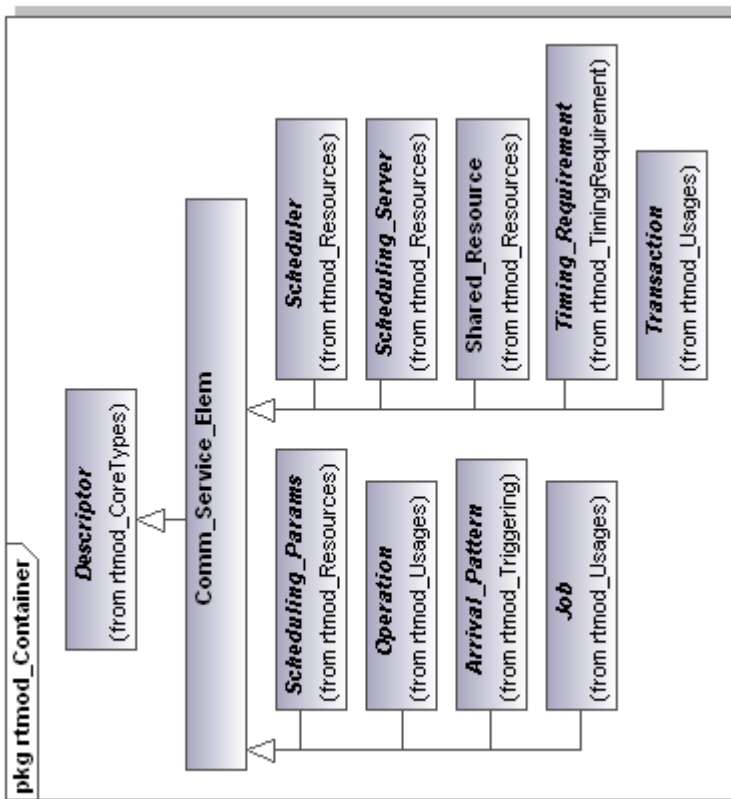 pkg rtmod_Container
Descriptor
(from rtmod_CoreTypes)
Comm_Service_Elem
Scheduling_Params
(from rtmod_Resources)
Operation
(from rtmod_Usages)
Arrival_Pattern
(from rtmod_Triggering)
Job
(from rtmod_Usages)
Scheduler
(from rtmod_Resources)
Scheduling_Server
(from rtmod_Resources)
Shared_Resource
(from rtmod_Resources)
Timing_Requirement
(from rtmod_TimingRequirement)
Transaction
(from rtmod_Usages)